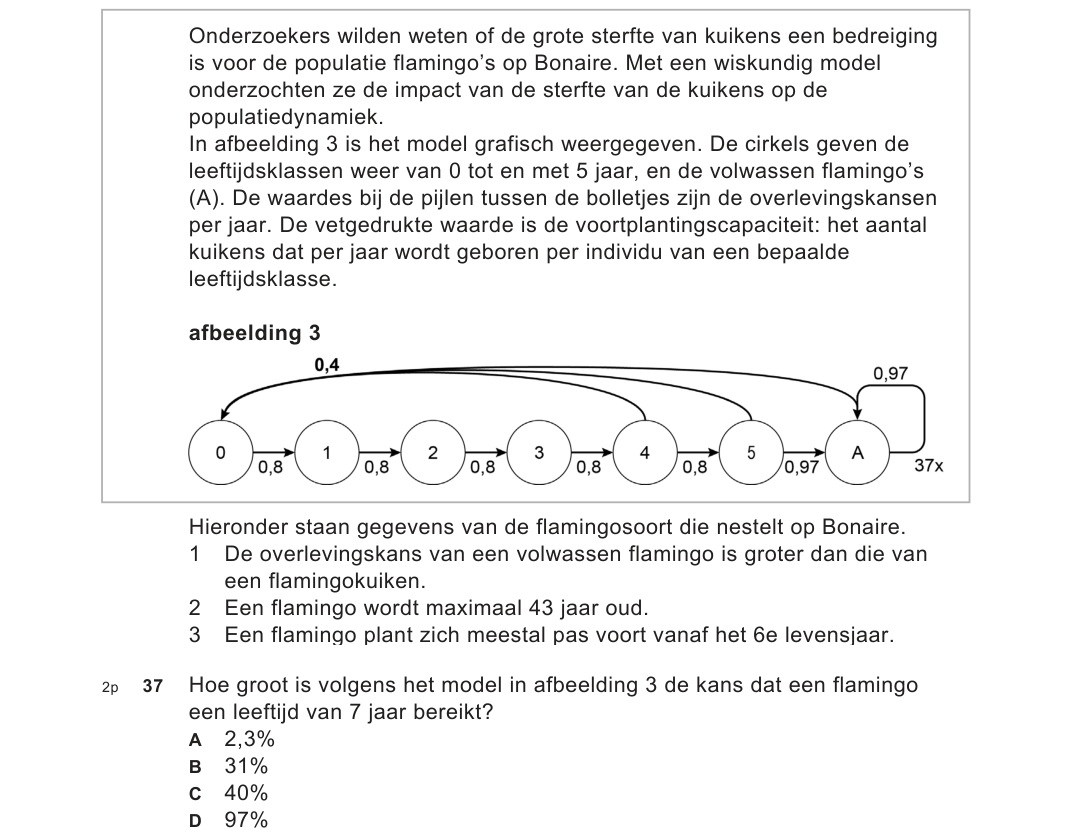 Onderzoekers wilden weten of de grote sterfte van kuikens een bedreiging
is voor de populatie flamingo’s op Bonaire. Met een wiskundig model
onderzochten ze de impact van de sterfte van de kuikens op de
populatiedynamiek.
In afbeelding 3 is het model grafisch weergegeven. De cirkels geven de
leeftijdsklassen weer van 0 tot en met 5 jaar, en de volwassen flamingo’s
(A). De waardes bij de pijlen tussen de bolletjes zijn de overlevingskansen
per jaar. De vetgedrukte waarde is de voortplantingscapaciteit: het aantal
kuikens dat per jaar wordt geboren per individu van een bepaalde
leeftijdsklasse.
afbeelding 3
0,4
0,97
0 1 2 3 4 5 A
0,8 0,8 0,8 0,8 0,8 0,97 37x
Hieronder staan gegevens van de flamingosoort die nestelt op Bonaire.
1 De overlevingskans van een volwassen flamingo is groter dan die van
een flamingokuiken.
2 Een flamingo wordt maximaal 43 jaar oud.
3 Een flamingo plant zich meestal pas voort vanaf het 6e levensjaar.
2p 37 Hoe groot is volgens het model in afbeelding 3 de kans dat een flamingo
een leeftijd van 7 jaar bereikt?
A 2,3%
B 31%
C 40%
D 97%